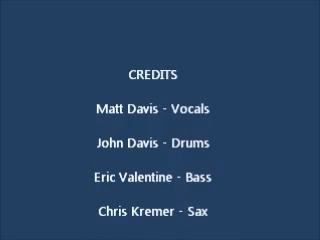 CREDITS
Matt Davis - Vocals
John Davis - Drums
Eric Valentine - Bass
Chris Kremer - Sax